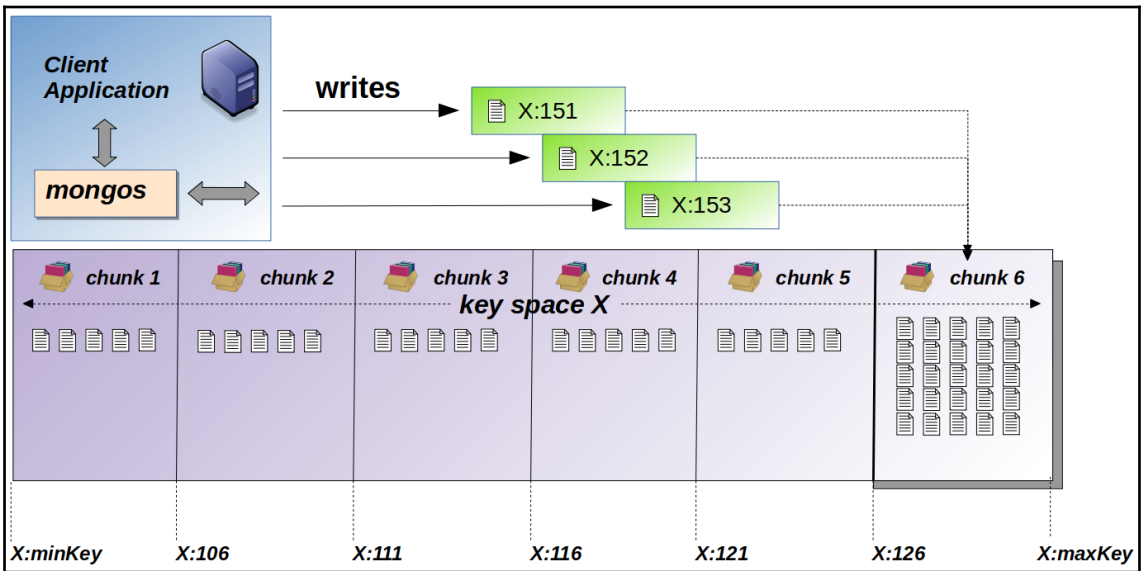 Client
Application
mongos
writes
X:151
X:152
X:153
chunk 1
chunk 2
chunk 3
chunk 4
chunk 5
chunk 6
key space X
X:minKey
X:106
X:111
X:116
X:121
X:126
X:maxKey